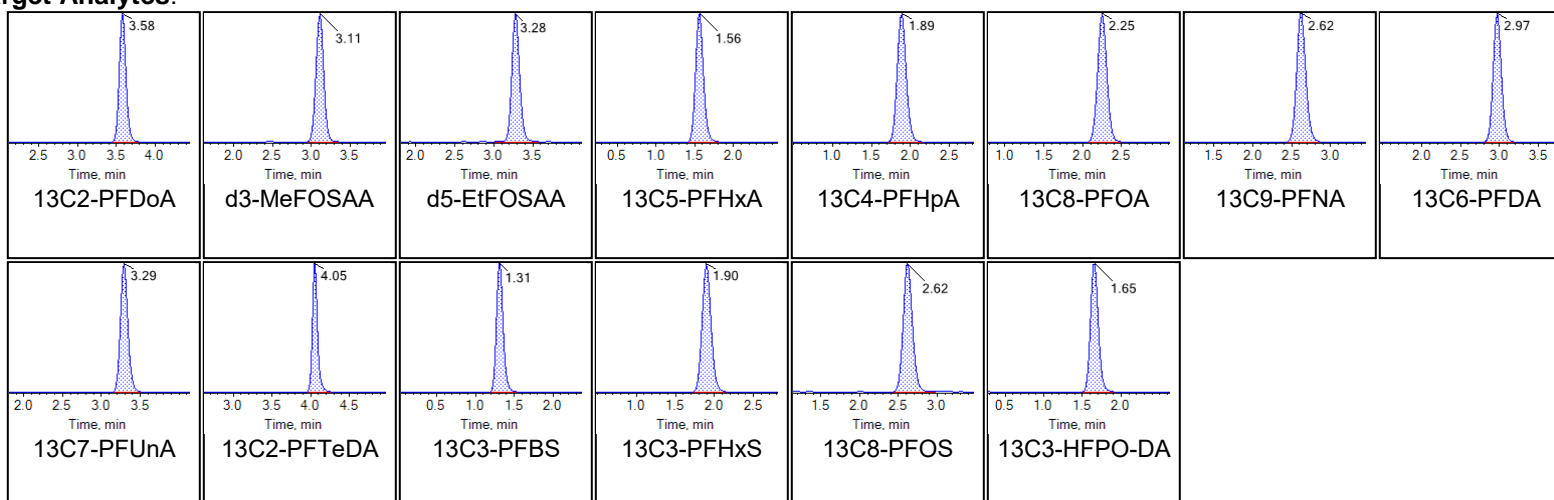 3.58 3.11 3.28 1.56 1.89 2.25 2.62 2.97
2.5 3.0 3.5 4.0 2.0 2.5 3.0 3.5 2.0 2.5 3.0 3.5 0.5 1.0 1.5 2.0 1.0 1.5 2.0 2.5 1.0 1.5 2.0 2.5 1.5 2.0 2.5 3.0 2.0 2.5 3.0 3.5
Time, min Time, min Time, min Time, min Time, min Time, min Time, min Time, min
13C2-PFDoA d3-MeFOSAA d5-EtFOSAA 13C5-PFHxA 13C4-PFHpA 13C8-PFOA 13C9-PFNA 13C6-PFDA
3.29 4.05 1.31 1.90 2.62 1.65
2.0 2.5 3.0 3.5 3.0 3.5 4.0 4.5 0.5 1.0 1.5 2.0 1.0 1.5 2.0 2.5 1.5 2.0 2.5 3.0 0.5 1.0 1.5 2.0
Time, min Time, min Time, min Time, min Time, min Time, min
13C7-PFUnA 13C2-PFTeDA 13C3-PFBS 13C3-PFHxS 13C8-PFOS 13C3-HFPO-DA